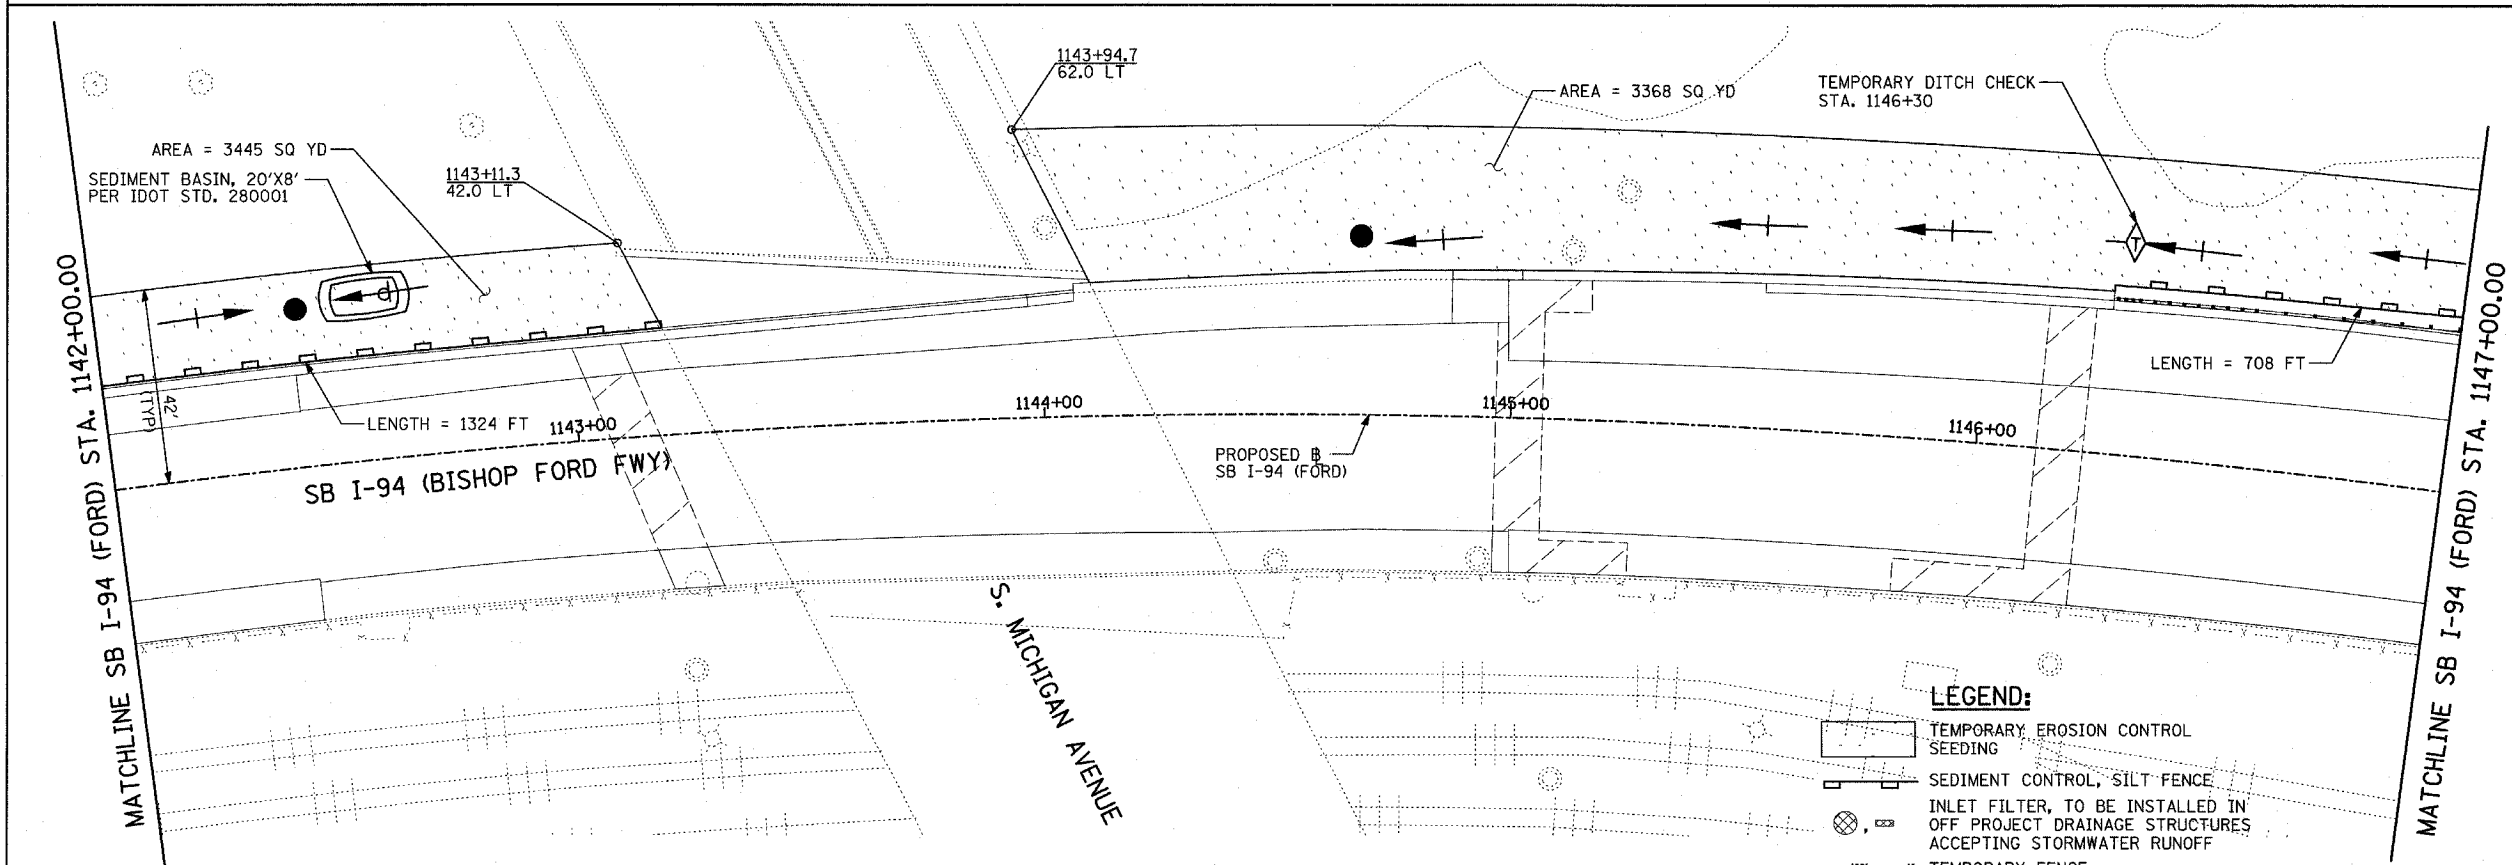 1143+94.7
62.0 LT
AREA = 3368 SQ YD
TEMPORARY DITCH CHECK
STA. 1146+30
AREA = 3445 SQ YD
SEDIMENT BASIN, 20'X8'
PER IDOT STD. 280001
1143+11.3
42.0 LT
MATCHLINE SB I-94 (FORD) STA. 1142+00.00
42'
(TYP)
LENGTH = 1324 FT
1143+00
1144+00
1145+00
1146+00
LENGTH = 708 FT
SB I-94 (BISHOP FORD FWY)
PROPOSED B
SB I-94 (FORD)
S. MICHIGAN AVENUE
MATCHLINE SB I-94 (FORD) STA. 1147+00.00
T
LEGEND:
TEMPORARY EROSION CONTROL
SEEDING
SEDIMENT CONTROL, SILT FENCE
INLET FILTER, TO BE INSTALLED IN
OFF PROJECT DRAINAGE STRUCTURES
ACCEPTING STORMWATER RUNOFF